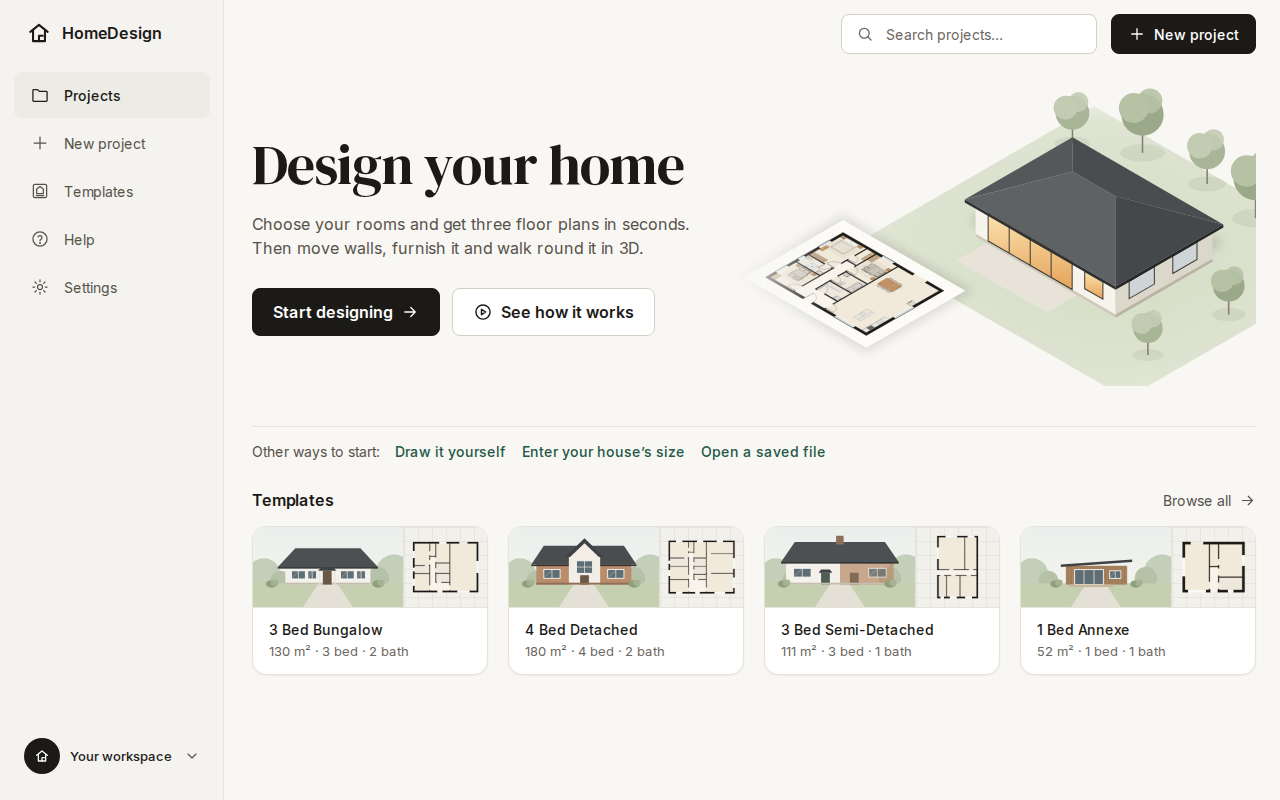 HomeDesign
Projects
New project
Templates
Help
Settings
Your workspace
Search projects...
New project
Design your home
Choose your rooms and get three floor plans in seconds.
Then move walls, furnish it and walk round it in 3D.
Start designing
See how it works
Other ways to start: Draw it yourself Enter your house's size Open a saved file
Templates
Browse all
3 Bed Bungalow
130 m² · 3 bed · 2 bath
4 Bed Detached
180 m² · 4 bed · 2 bath
3 Bed Semi-Detached
111 m² · 3 bed · 1 bath
1 Bed Annexe
52 m² · 1 bed · 1 bath